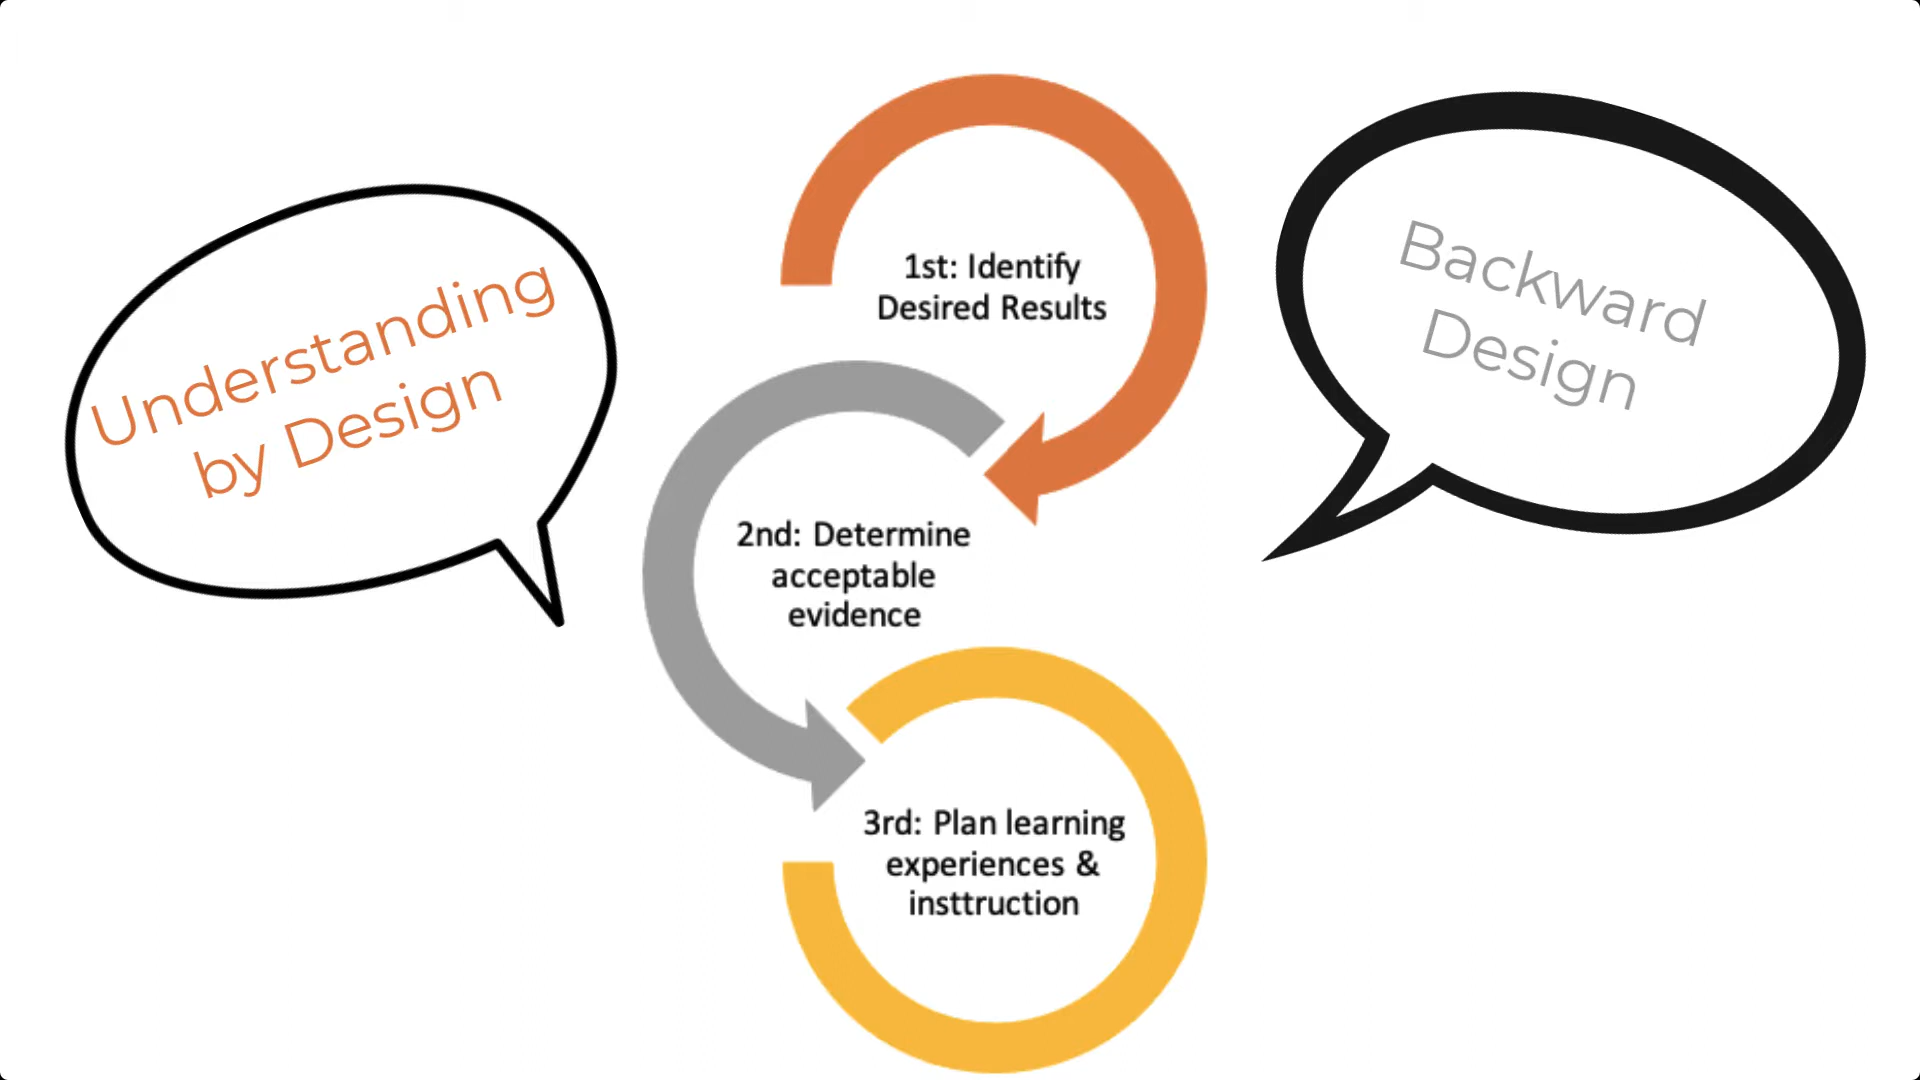 Understanding
by Design
1st: Identify
Desired Results
2nd: Determine
acceptable
evidence
3rd: Plan learning
experiences &
insttruction
Backward
Design